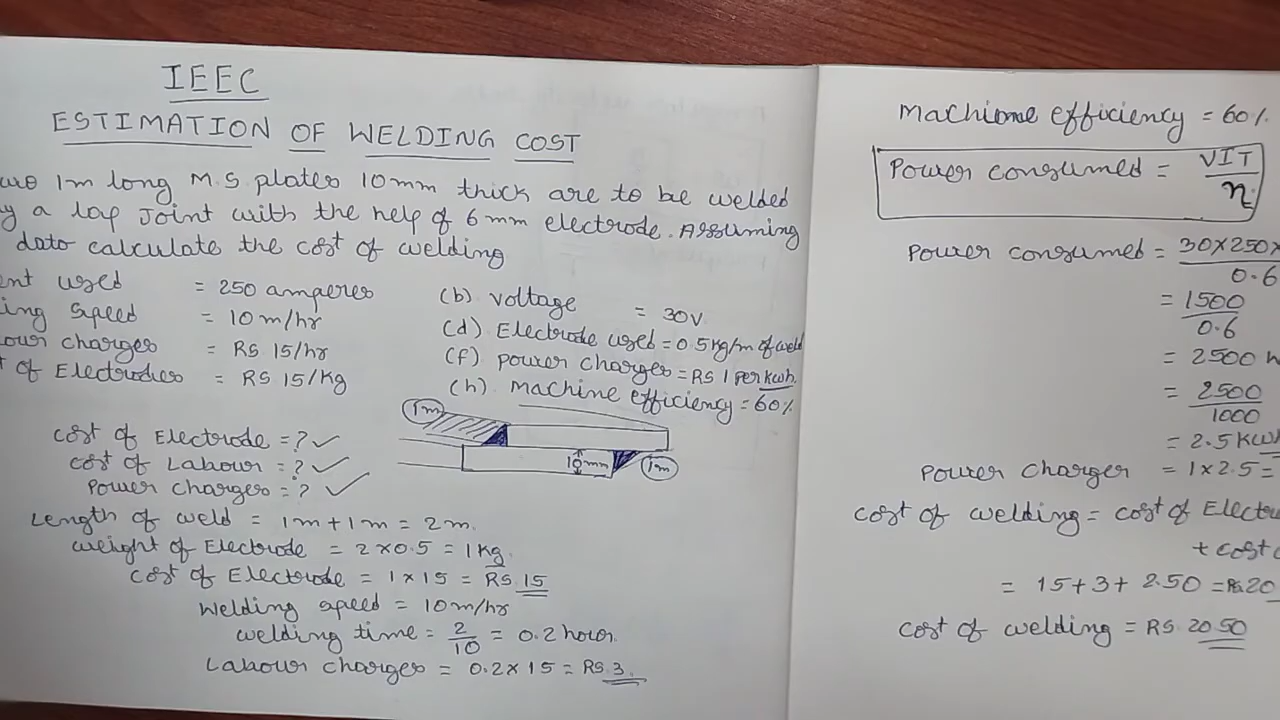 IEEC
ESTIMATION OF WELDING COST
1m long M.S. plates 10mm thick are to be welded
a lap Joint with the help of 6mm electrode. Assuming
data calculate the cost of welding
used = 250 amperes (b) Voltage = 30V
Speed = 10m/hr (d) Electrode used = 0.5kg/m of weld
charges = RS 15/hr (f) power charges = RS 1 per kwh.
of Electrodes = RS 15/kg (h) machine efficiency = 60%
1m
10mm 1m
Cost of Electrode = ? ✓
Cost of Labour = ? ✓
Power charges = ? ✓
Length of weld = 1m + 1m = 2m.
weight of Electrode = 2 × 0.5 = 1kg.
Cost of Electrode = 1 × 15 = RS. 15
Welding speed = 10m/hr
welding time = 2/10 = 0.2 hour.
Labour charges = 0.2 × 15 = RS. 3.
Machine efficiency = 60%
Power consumed = VIT/η
Power consumed = 30×250×
0.6
= 1500/0.6
= 2500
= 2500/1000
= 2.5 kwh
Power charges = 1 × 2.5 =
cost of welding = cost of
+ cost
= 15 + 3 + 2.50 = Rs. 20
cost of welding = RS. 20.50